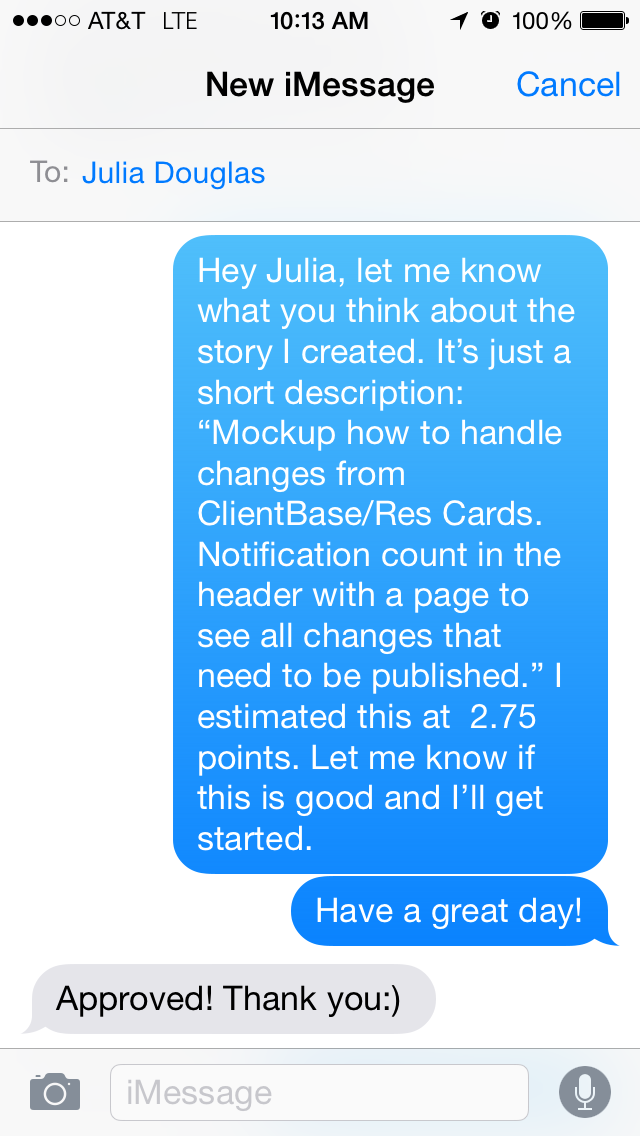 AT&T LTE 10:13 AM 100%
New iMessage Cancel
To: Julia Douglas
Hey Julia, let me know
what you think about the
story I created. It’s just a
short description:
“Mockup how to handle
changes from
ClientBase/Res Cards.
Notification count in the
header with a page to
see all changes that
need to be published.” I
estimated this at  2.75
points. Let me know if
this is good and I’ll get
started.
Have a great day!
Approved! Thank you:)
iMessage